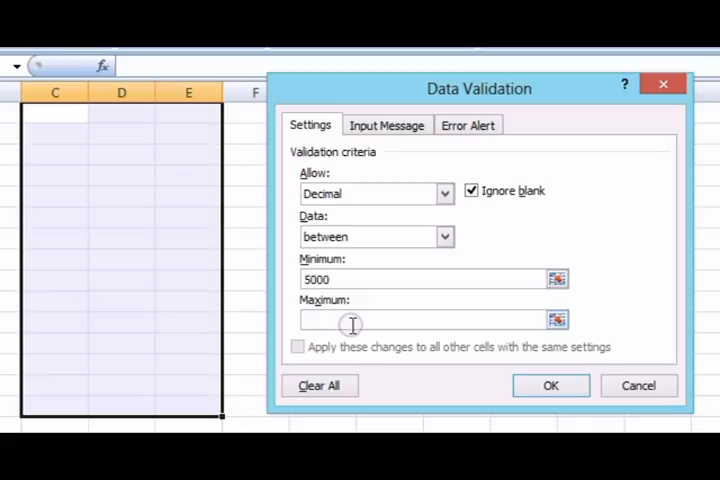 fx
C D E F
Data Validation ?
Settings Input Message Error Alert
Validation criteria
Allow:
Decimal Ignore blank
Data:
between
Minimum:
5000
Maximum:
Apply these changes to all other cells with the same settings
Clear All OK Cancel